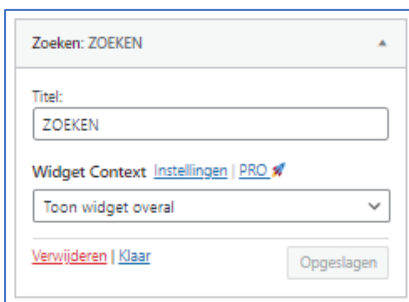 Zoeken: ZOEKEN
Titel:
ZOEKEN
Widget Context Instellingen | PRO 🚀
Toon widget overal
Verwijderen | Klaar
Opgeslagen